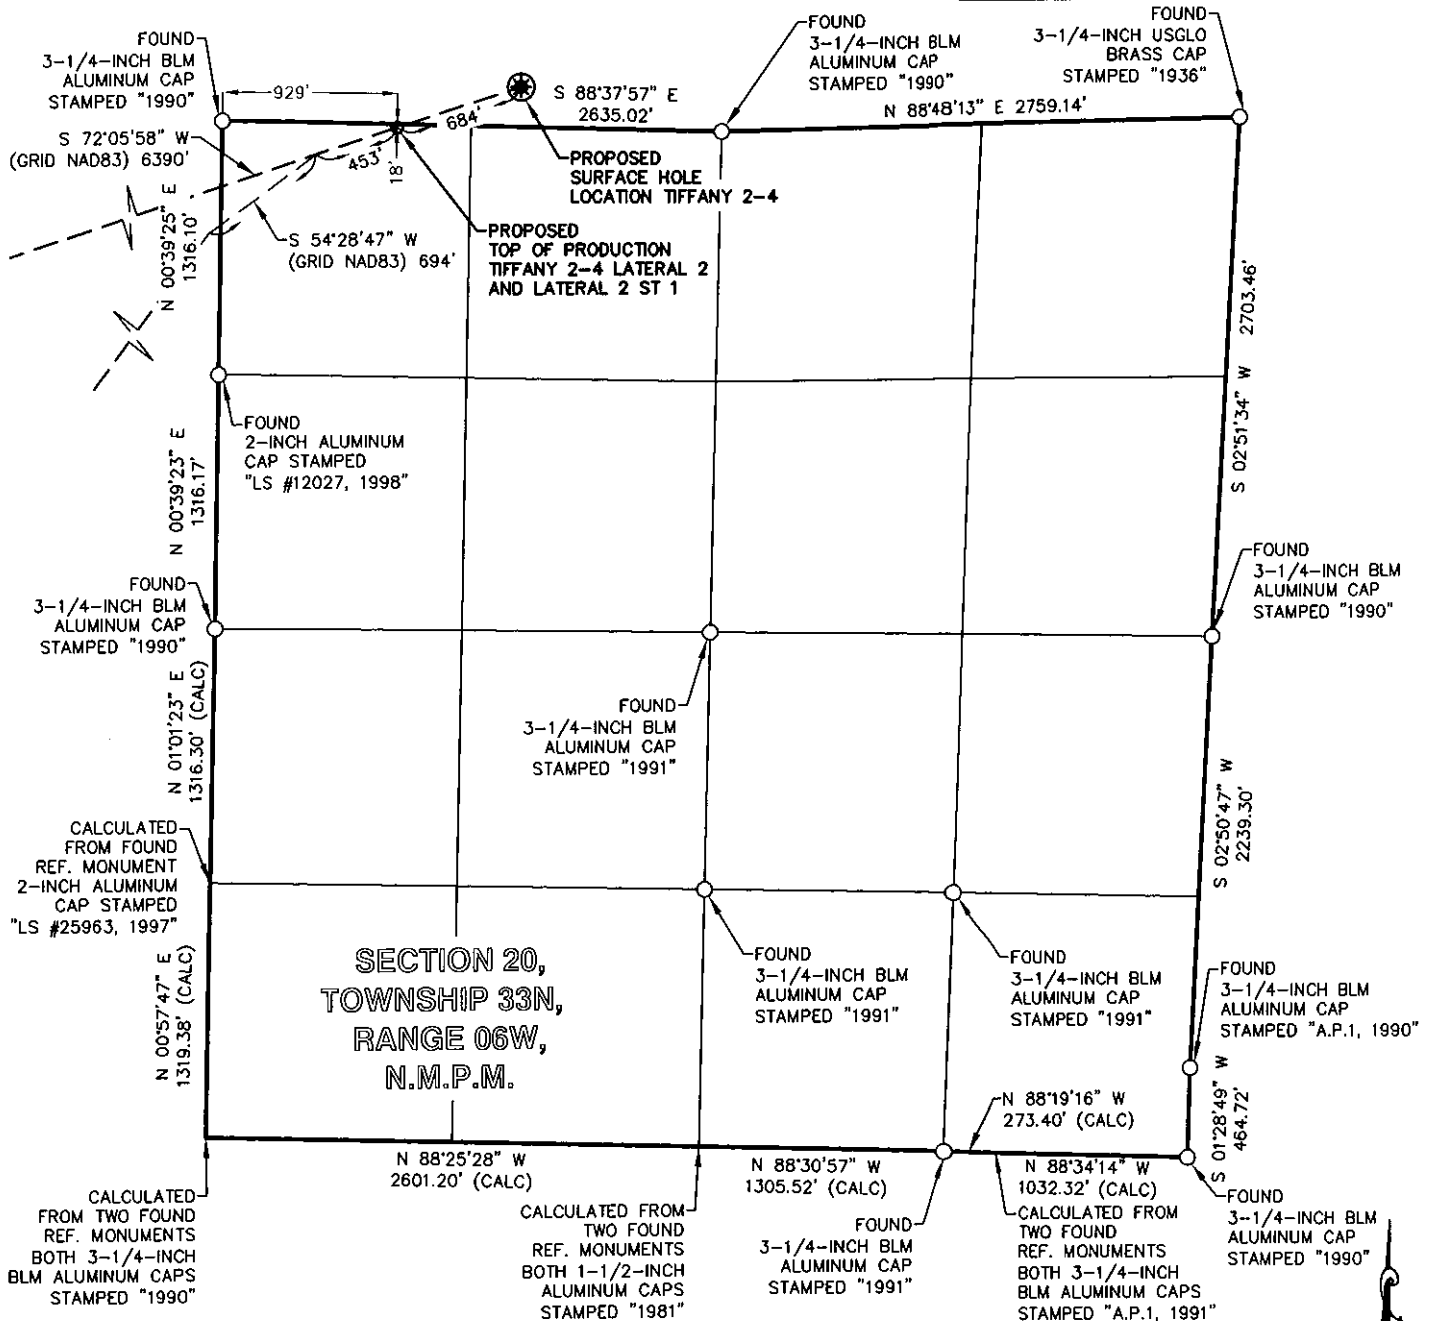 FOUND
3-1/4-INCH BLM
ALUMINUM CAP
STAMPED "1990"
FOUND
3-1/4-INCH BLM
ALUMINUM CAP
STAMPED "1990"
FOUND
3-1/4-INCH USGLO
BRASS CAP
STAMPED "1936"
929'
684'
S 88°37'57" E
2635.02'
N 88°48'13" E 2759.14'
S 72°05'58" W
(GRID NAD83) 6390'
453'
18'
PROPOSED
SURFACE HOLE
LOCATION TIFFANY 2-4
N 00°39'25" E
1316.10'
S 54°28'47" W
(GRID NAD83) 694'
PROPOSED
TOP OF PRODUCTION
TIFFANY 2-4 LATERAL 2
AND LATERAL 2 ST 1
S 02°51'34" W 2703.46'
FOUND
2-INCH ALUMINUM
CAP STAMPED
"LS #12027, 1998"
N 00°39'23" E
1316.17'
FOUND
3-1/4-INCH BLM
ALUMINUM CAP
STAMPED "1990"
FOUND
3-1/4-INCH BLM
ALUMINUM CAP
STAMPED "1990"
N 01°01'23" E
1316.30' (CALC)
FOUND
3-1/4-INCH BLM
ALUMINUM CAP
STAMPED "1991"
S 02°50'47" W
2239.30'
CALCULATED
FROM FOUND
REF. MONUMENT
2-INCH ALUMINUM
CAP STAMPED
"LS #25963, 1997"
N 00°57'47" E
1319.38' (CALC)
SECTION 20,
TOWNSHIP 33N,
RANGE 06W,
N.M.P.M.
FOUND
3-1/4-INCH BLM
ALUMINUM CAP
STAMPED "1991"
FOUND
3-1/4-INCH BLM
ALUMINUM CAP
STAMPED "1991"
FOUND
3-1/4-INCH BLM
ALUMINUM CAP
STAMPED "A.P.1, 1990"
S 01°28'49" W
464.72'
N 88°19'16" W
273.40' (CALC)
N 88°25'28" W
2601.20' (CALC)
N 88°30'57" W
1305.52' (CALC)
N 88°34'14" W
1032.32' (CALC)
CALCULATED
FROM TWO FOUND
REF. MONUMENTS
BOTH 3-1/4-INCH
BLM ALUMINUM CAPS
STAMPED "1990"
CALCULATED FROM
TWO FOUND
REF. MONUMENTS
BOTH 1-1/2-INCH
ALUMINUM CAPS
STAMPED "1981"
FOUND
3-1/4-INCH BLM
ALUMINUM CAP
STAMPED "1991"
CALCULATED FROM
TWO FOUND
REF. MONUMENTS
BOTH 3-1/4-INCH
BLM ALUMINUM CAPS
STAMPED "A.P.1, 1991"
FOUND
3-1/4-INCH BLM
ALUMINUM CAP
STAMPED "1990"